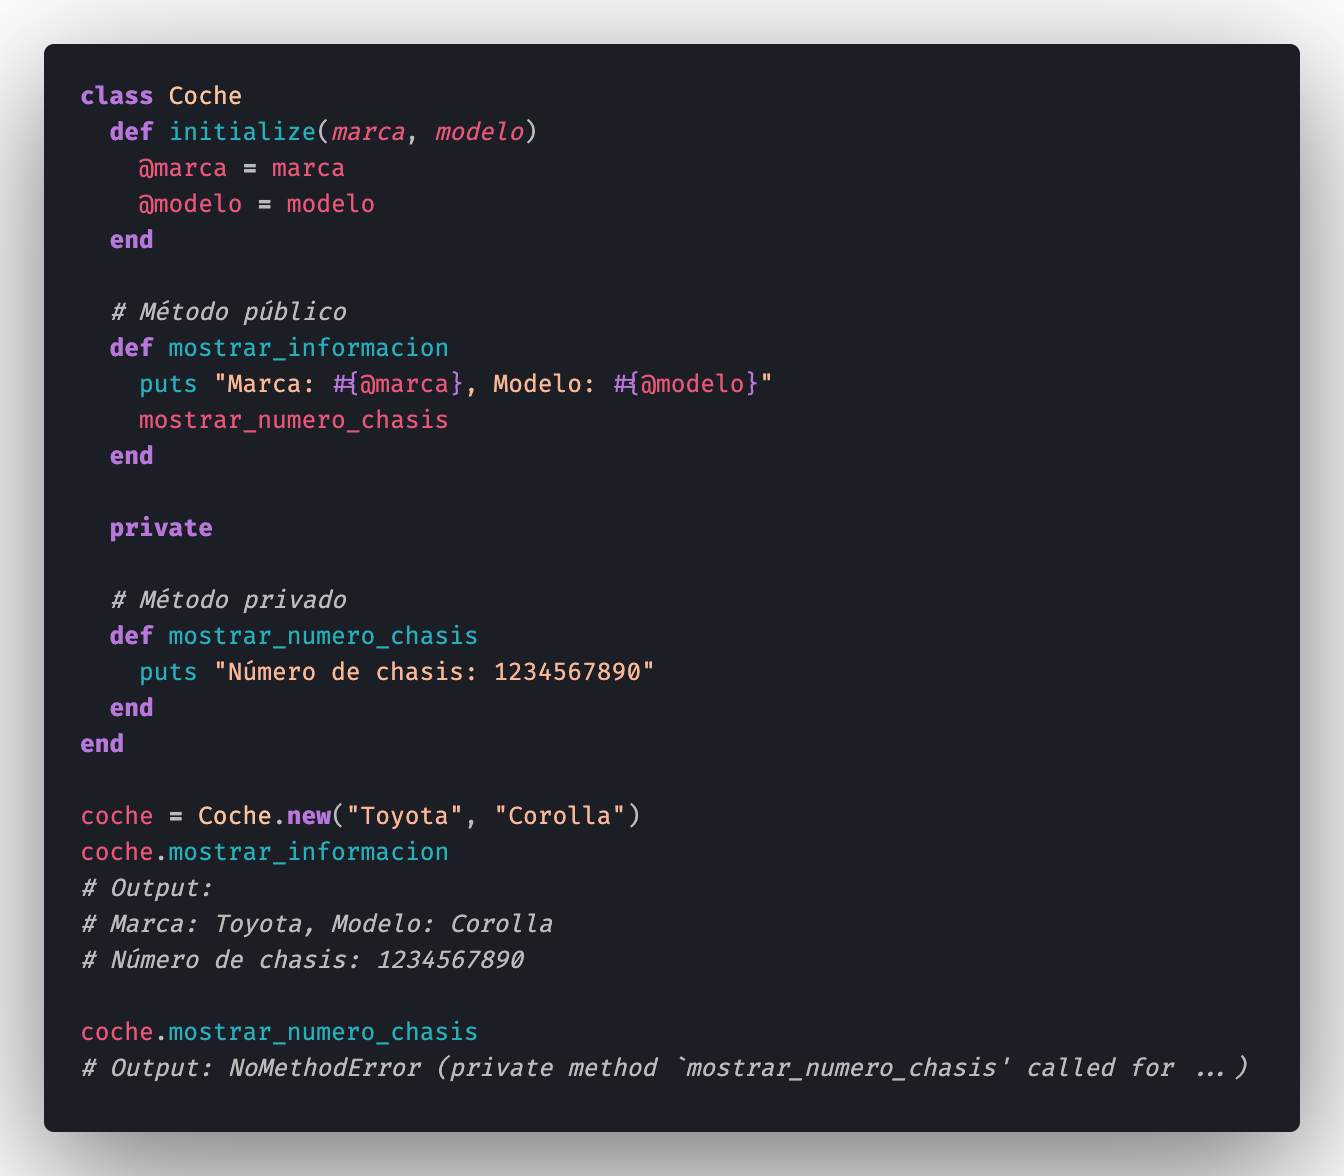 class Coche
  def initialize(marca, modelo)
    @marca = marca
    @modelo = modelo
  end

  # Método público
  def mostrar_informacion
    puts "Marca: #{@marca}, Modelo: #{@modelo}"
    mostrar_numero_chasis
  end

  private

  # Método privado
  def mostrar_numero_chasis
    puts "Número de chasis: 1234567890"
  end
end

coche = Coche.new("Toyota", "Corolla")
coche.mostrar_informacion
# Output:
# Marca: Toyota, Modelo: Corolla
# Número de chasis: 1234567890

coche.mostrar_numero_chasis
# Output: NoMethodError (private method `mostrar_numero_chasis' called for ...)